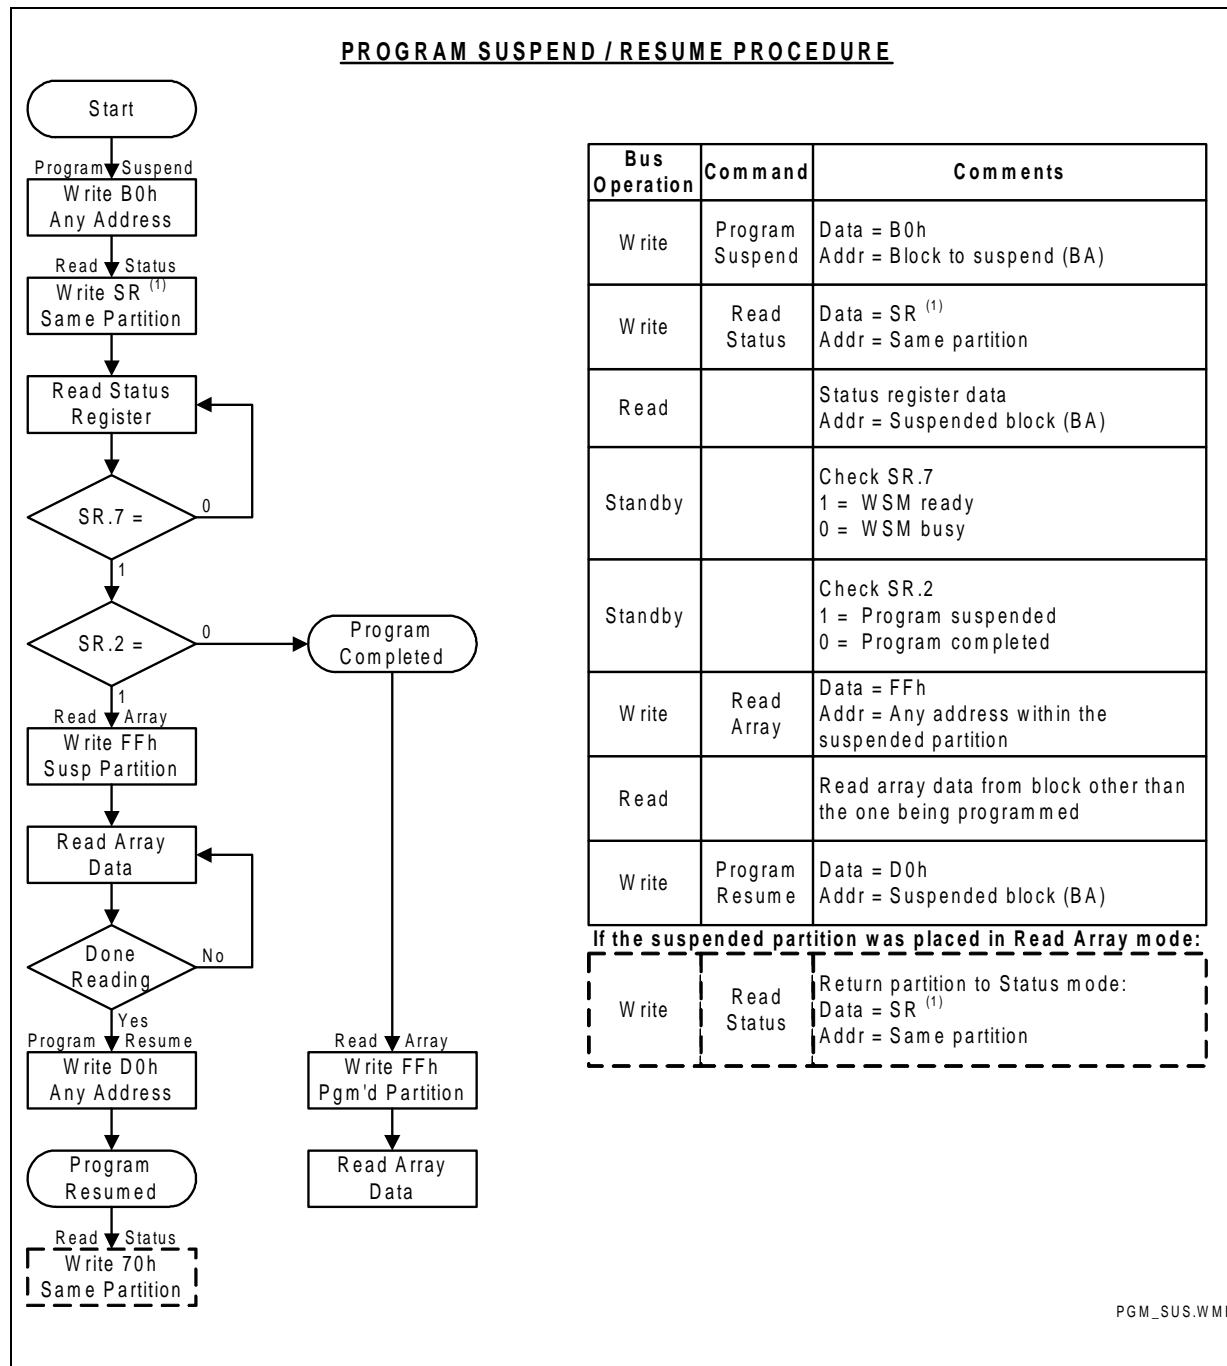 PROGRAM SUSPEND / RESUME PROCEDURE
Start
Program Suspend
Write B0h
Any Address
Read Status
Write SR (1)
Same Partition
Read Status
Register
SR.7 =
0
1
SR.2 =
0
1
Program
Completed
Read Array
Write FFh
Susp Partition
Read Array
Data
Done
Reading
No
Yes
Program Resume
Write D0h
Any Address
Program
Resumed
Read Status
Write 70h
Same Partition
Read Array
Write FFh
Pgm'd Partition
Read Array
Data
Bus
Operation
Command
Comments
Write
Program
Suspend
Data = B0h
Addr = Block to suspend (BA)
Write
Read
Status
Data = SR (1)
Addr = Same partition
Read
Status register data
Addr = Suspended block (BA)
Standby
Check SR.7
1 = WSM ready
0 = WSM busy
Standby
Check SR.2
1 = Program suspended
0 = Program completed
Write
Read
Array
Data = FFh
Addr = Any address within the
suspended partition
Read
Read array data from block other than
the one being programmed
Write
Program
Resume
Data = D0h
Addr = Suspended block (BA)
If the suspended partition was placed in Read Array mode:
Write
Read
Status
Return partition to Status mode:
Data = SR (1)
Addr = Same partition